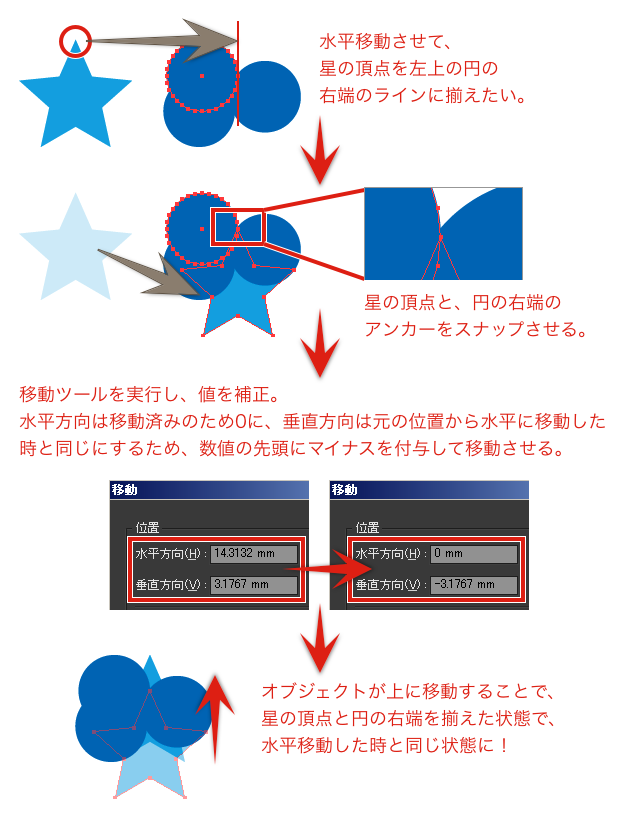 水平移動させて、
星の頂点を左上の円の
右端のラインに揃えたい。
星の頂点と、円の右端の
アンカーをスナップさせる。
移動ツールを実行し、値を補正。
水平方向は移動済みのため0に、垂直方向は元の位置から水平に移動した
時と同じにするため、数値の先頭にマイナスを付与して移動させる。
移動
位置
水平方向(H) : 14.3132 mm
垂直方向(V) : 3.1767 mm
移動
位置
水平方向(H) : 0 mm
垂直方向(V) : -3.1767 mm
オブジェクトが上に移動することで、
星の頂点と円の右端を揃えた状態で、
水平移動した時と同じ状態に！